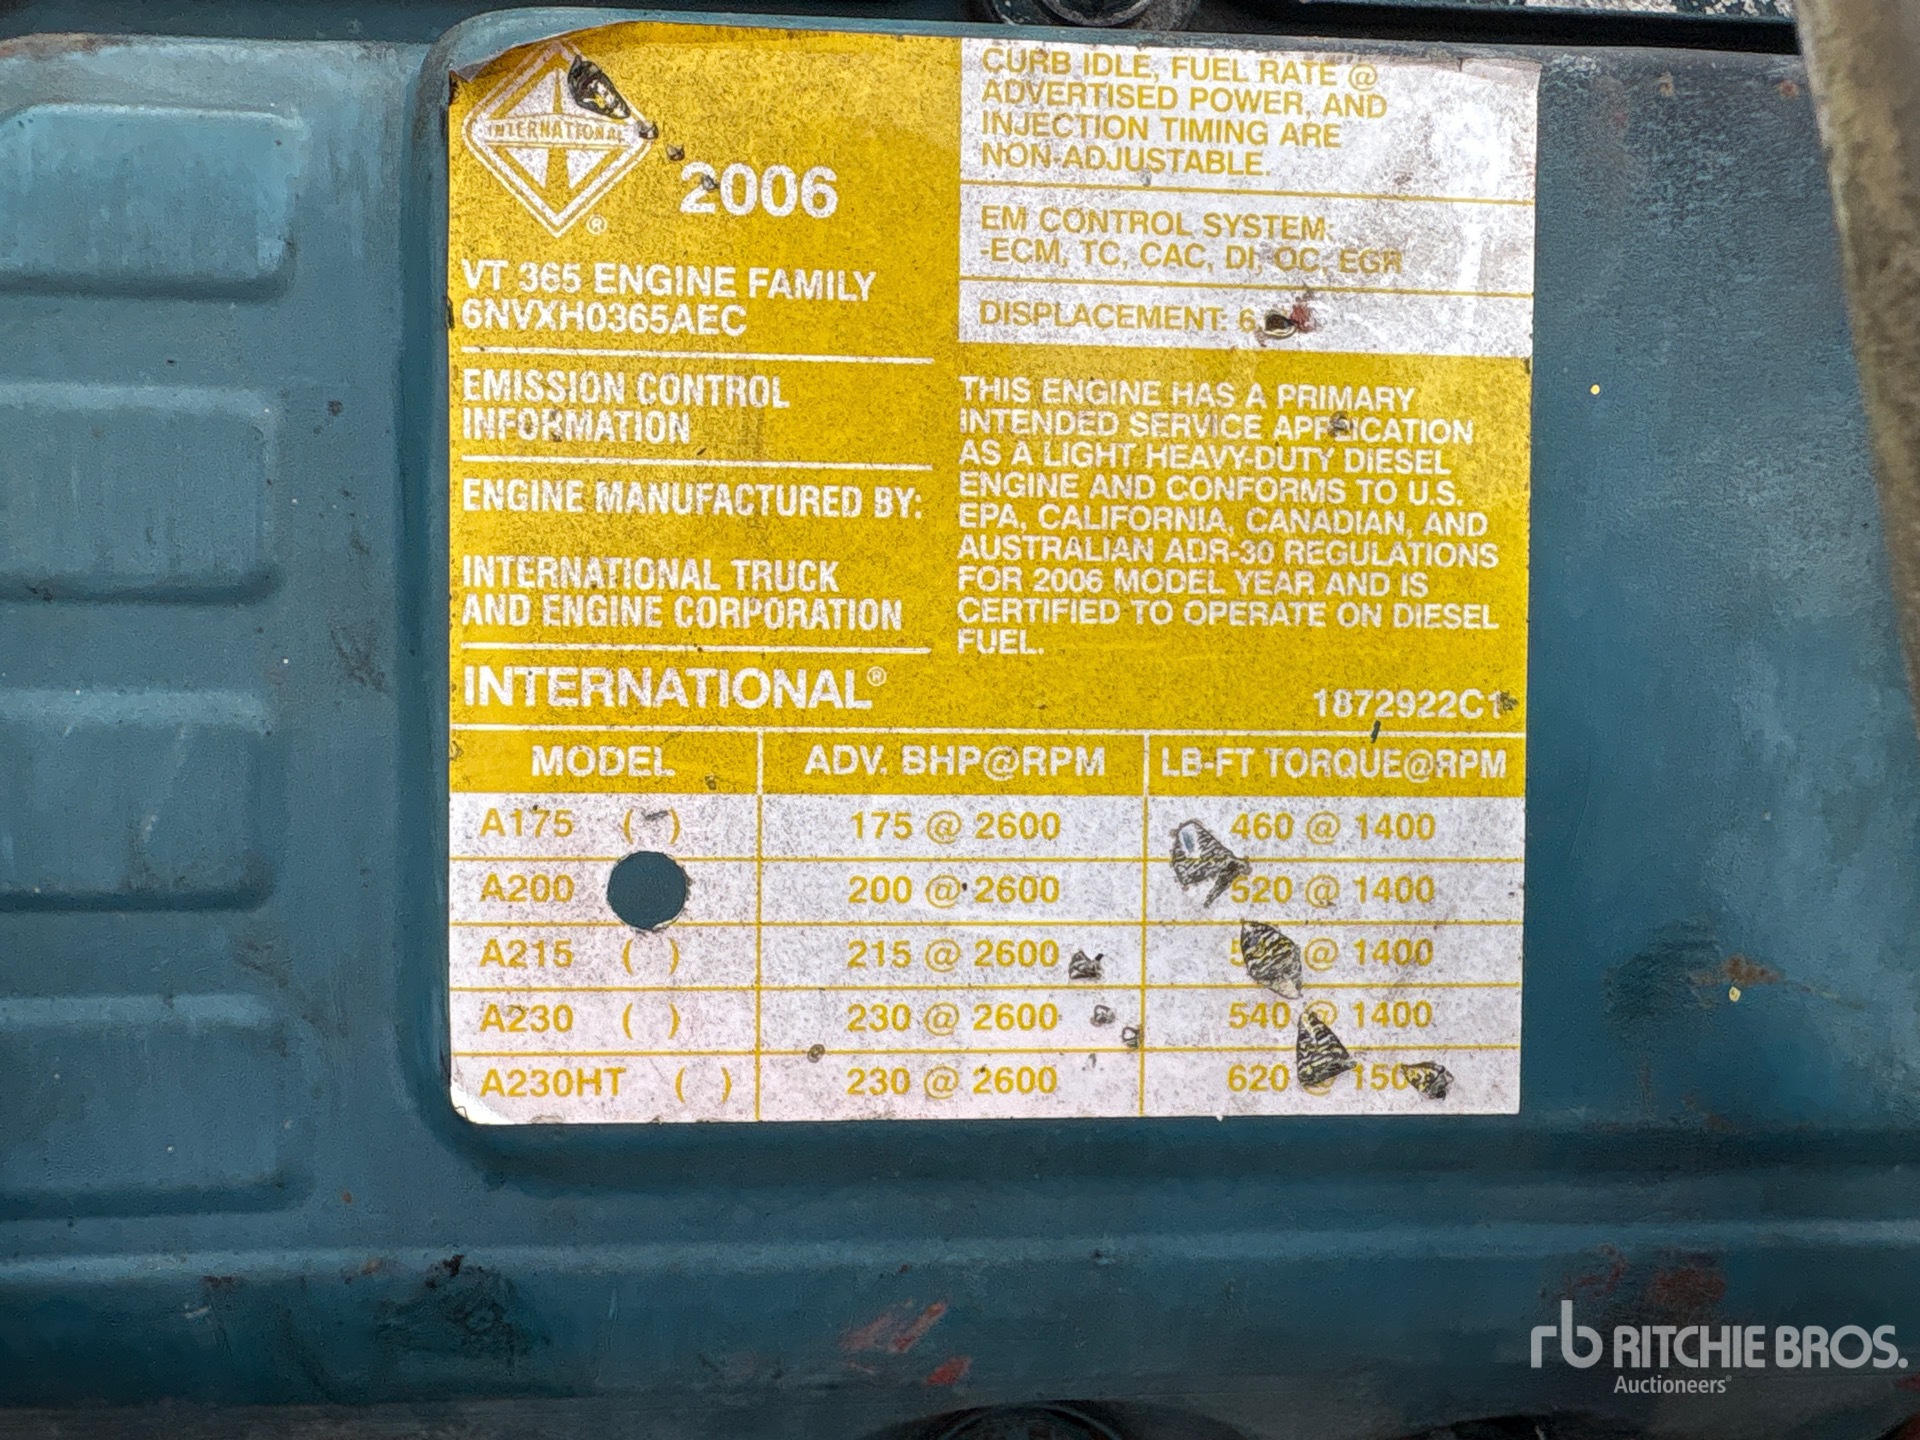 INTERNATIONAL
®
2006
VT 365 ENGINE FAMILY
6NVXH0365AEC
EMISSION CONTROL
INFORMATION
ENGINE MANUFACTURED BY:
INTERNATIONAL TRUCK
AND ENGINE CORPORATION
INTERNATIONAL®
CURB IDLE, FUEL RATE @
ADVERTISED POWER, AND
INJECTION TIMING ARE
NON-ADJUSTABLE.
EM CONTROL SYSTEM:
-ECM, TC, CAC, DI, OC, EGR
DISPLACEMENT: 6.
THIS ENGINE HAS A PRIMARY
INTENDED SERVICE APPLICATION
AS A LIGHT HEAVY-DUTY DIESEL
ENGINE AND CONFORMS TO U.S.
EPA, CALIFORNIA, CANADIAN, AND
AUSTRALIAN ADR-30 REGULATIONS
FOR 2006 MODEL YEAR AND IS
CERTIFIED TO OPERATE ON DIESEL
FUEL.
1872922C1
MODEL ADV. BHP@RPM LB-FT TORQUE@RPM
A175 ( ) 175 @ 2600 460 @ 1400
A200 200 @ 2600 520 @ 1400
A215 ( ) 215 @ 2600 @ 1400
A230 ( ) 230 @ 2600 540 @ 1400
A230HT ( ) 230 @ 2600 620 @
rb RITCHIE BROS.
Auctioneers